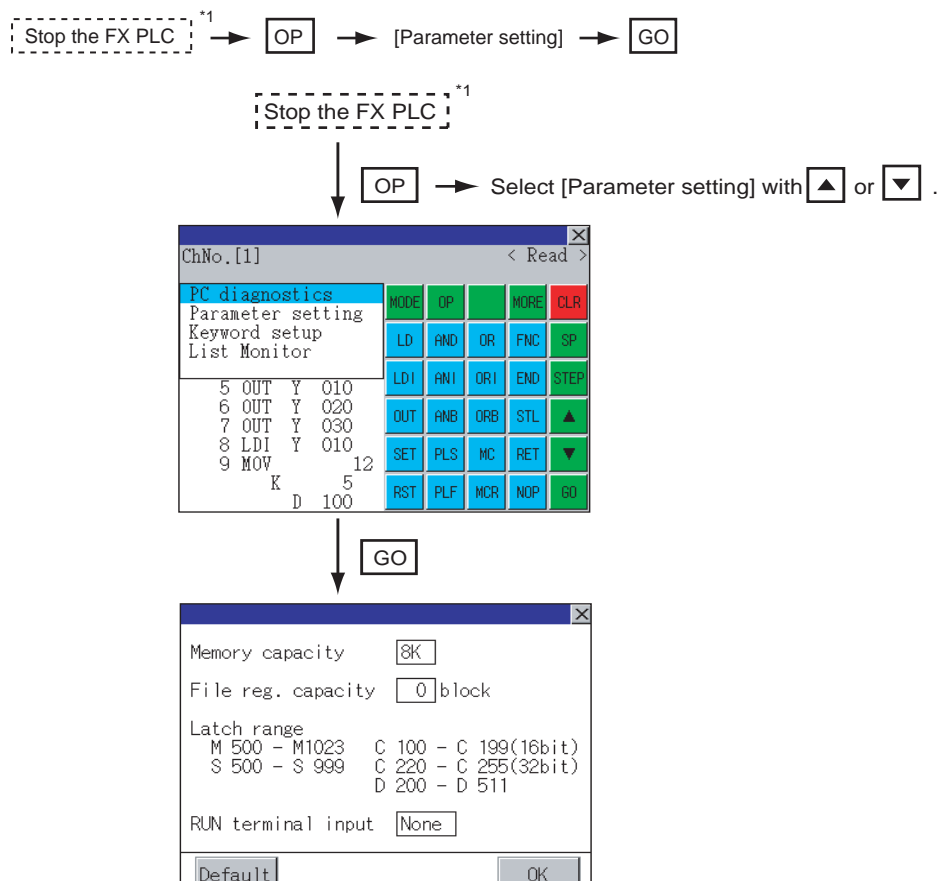 Stop the FX PLC *1 OP [Parameter setting] GO
Stop the FX PLC *1
OP Select [Parameter setting] with ▲ or ▼ .
ChNo.[1] < Read >
PC diagnostics
Parameter setting
Keyword setup
List Monitor
5 OUT Y 010
6 OUT Y 020
7 OUT Y 030
8 LDI Y 010
9 MOV 12
K 5
D 100
MODE OP MORE CLR
LD AND OR FNC SP
LDI ANI ORI END STEP
OUT ANB ORB STL ▲
SET PLS MC RET ▼
RST PLF MCR NOP GO
GO
Memory capacity 8K
File reg. capacity 0 block
Latch range
M 500 - M1023 C 100 - C 199(16bit)
S 500 - S 999 C 220 - C 255(32bit)
D 200 - D 511
RUN terminal input None
Default OK